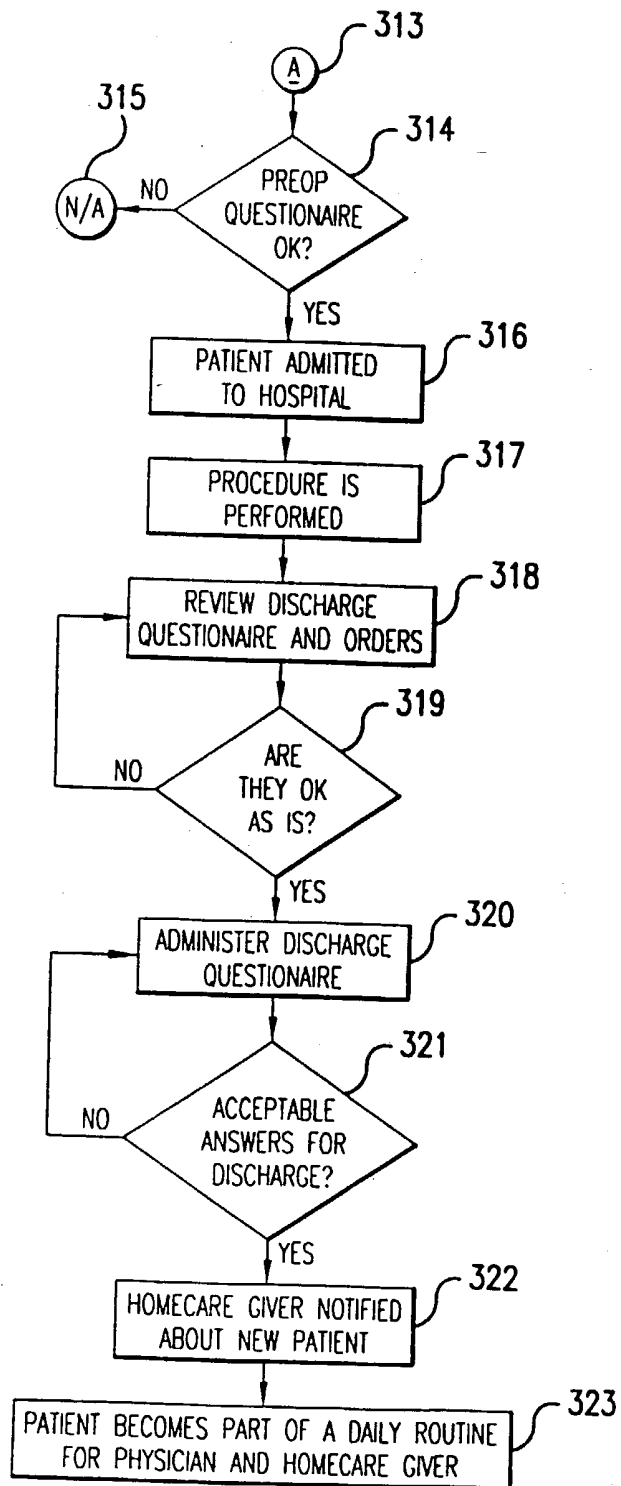 A
313
315
314
NO
N/A
PREOP
QUESTIONAIRE
OK?
YES
316
PATIENT ADMITTED
TO HOSPITAL
317
PROCEDURE IS
PERFORMED
318
REVIEW DISCHARGE
QUESTIONAIRE AND ORDERS
319
NO
ARE
THEY OK
AS IS?
YES
320
ADMINISTER DISCHARGE
QUESTIONAIRE
321
NO
ACCEPTABLE
ANSWERS FOR
DISCHARGE?
YES
322
HOMECARE GIVER NOTIFIED
ABOUT NEW PATIENT
323
PATIENT BECOMES PART OF A DAILY ROUTINE
FOR PHYSICIAN AND HOMECARE GIVER